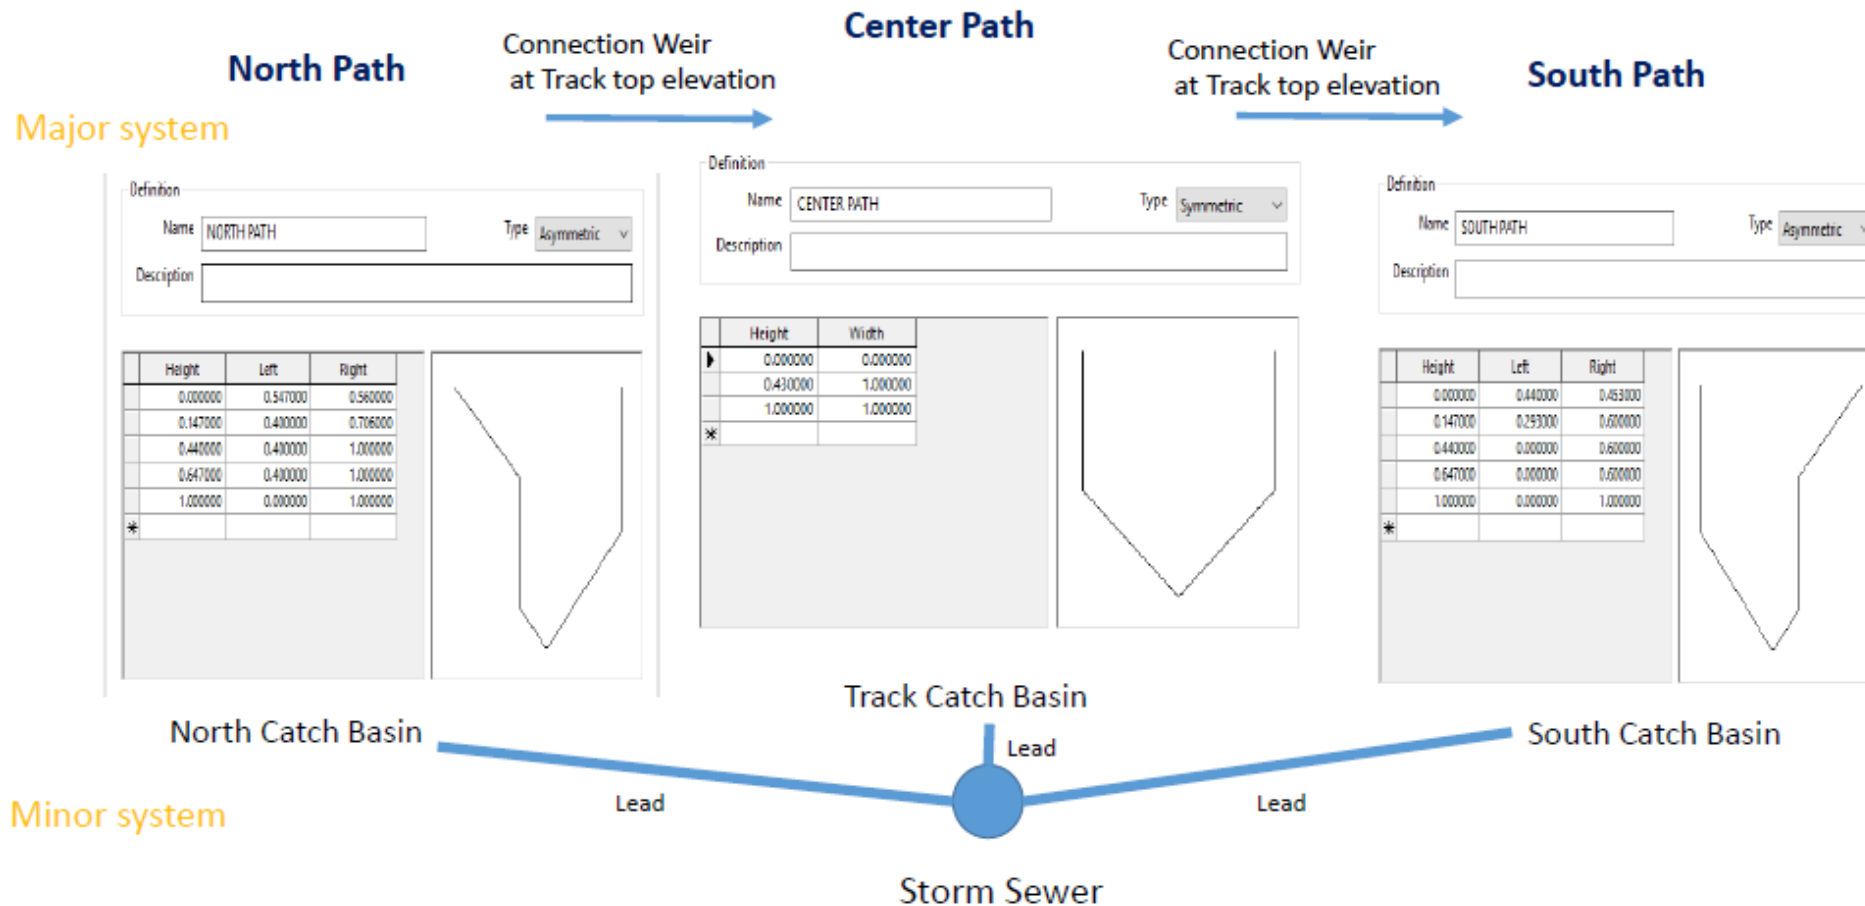 Center Path
Connection Weir
at Track top elevation
Connection Weir
at Track top elevation
North Path
South Path
Major system
Definition
Name NORTH PATH Type Asymmetric
Description
Height Left Right
0.000000 0.547000 0.560000
0.147000 0.400000 0.706000
0.440000 0.400000 1.000000
0.647000 0.400000 1.000000
1.000000 0.000000 1.000000
*
Definition
Name CENTER PATH Type Symmetric
Description
Height Width
0.000000 0.000000
0.430000 1.000000
1.000000 1.000000
*
Definition
Name SOUTH PATH Type Asymmetric
Description
Height Left Right
0.000000 0.440000 0.453000
0.147000 0.293000 0.600000
0.440000 0.000000 0.600000
0.647000 0.000000 0.600000
1.000000 0.000000 1.000000
*
North Catch Basin
Track Catch Basin
South Catch Basin
Lead
Lead
Lead
Minor system
Storm Sewer